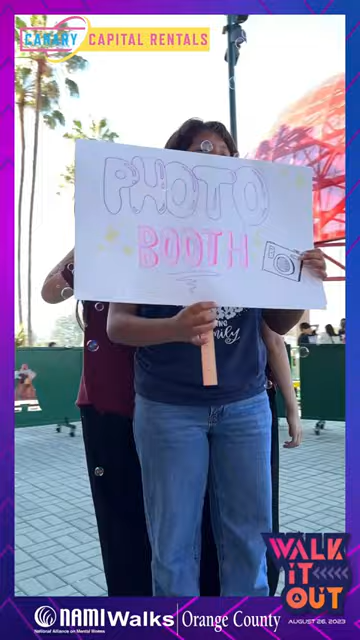 CANARY CAPITAL RENTALS
PHOTO
BOOTH
family
WALK
IT
OUT
AUGUST 26, 2023
NAMIWalks | Orange County
National Alliance on Mental Illness